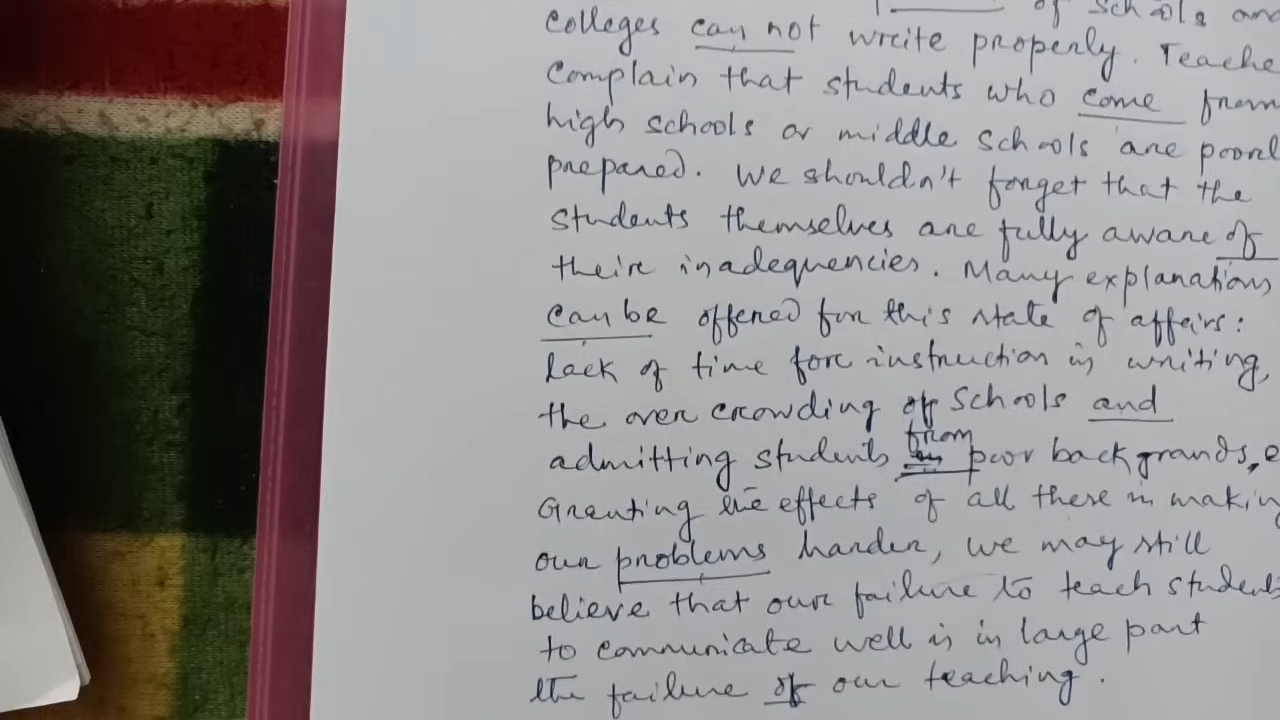 of schools and
colleges can not write properly. Teache
complain that students who come from
high schools or middle schools are poorl
prepared. We shouldn't forget that the
students themselves are fully aware of
their inadequencies. Many explanations
can be offered for this state of affairs:
lack of time for instruction in writing,
the over crowding of schools and
admitting students from poor backgrands, e
Granting the effects of all these in makin
our problems harder, we may still
believe that our failure to teach students
to communicate well is in large part
the failure of our teaching.